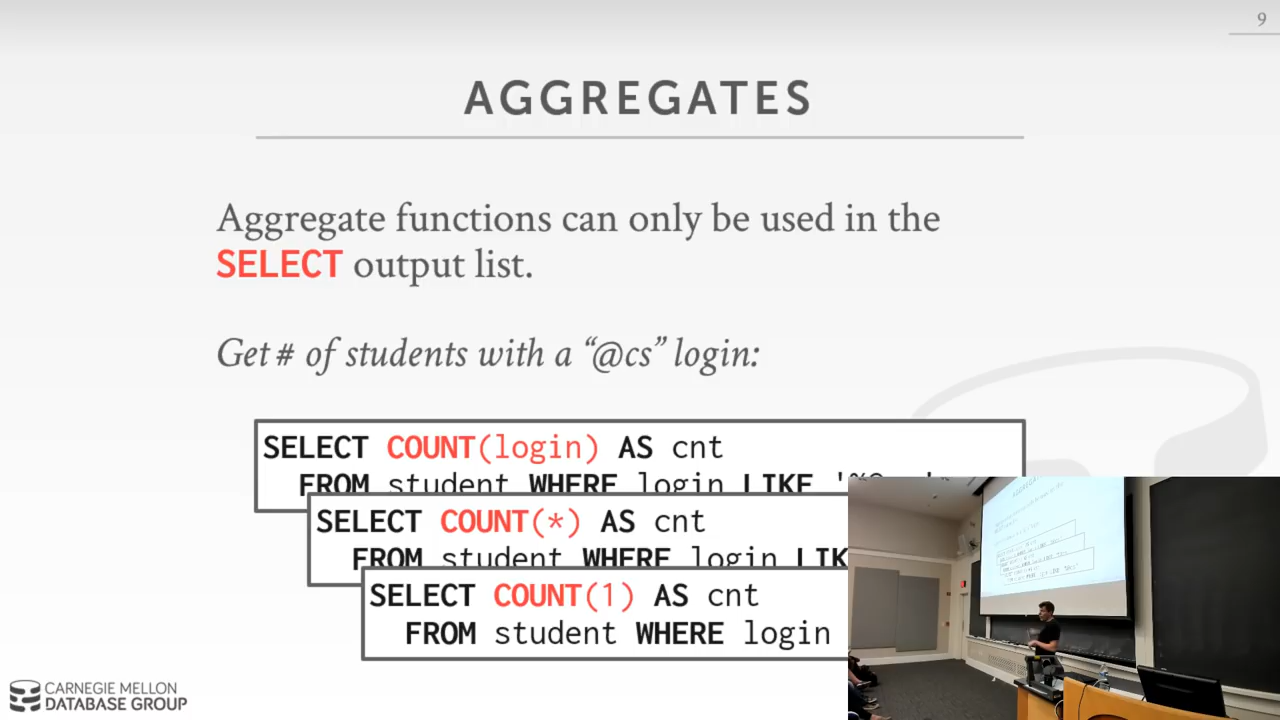 9
AGGREGATES
Aggregate functions can only be used in the
SELECT output list.
Get # of students with a “@cs” login:
SELECT COUNT(login) AS cnt
FROM student WHERE login LIKE
SELECT COUNT(*) AS cnt
FROM student WHERE login LIK
SELECT COUNT(1) AS cnt
FROM student WHERE login
CARNEGIE MELLON
DATABASE GROUP